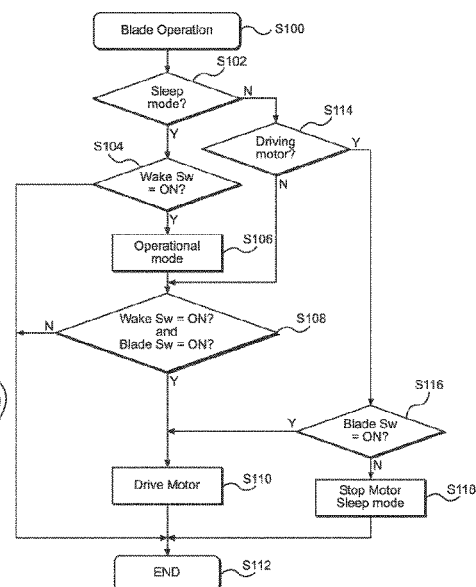 Blade Operation
S100
S102
Sleep
mode?
N
S114
Y
Driving
motor?
Y
S104
N
Wake Sw
= ON?
Y
Operational
mode
S106
Wake Sw = ON?
and
Blade Sw = ON?
N
S108
Y
S116
Y
Blade Sw
= ON?
N
Drive Motor
S110
Stop Motor
Sleep mode
S118
END
S112